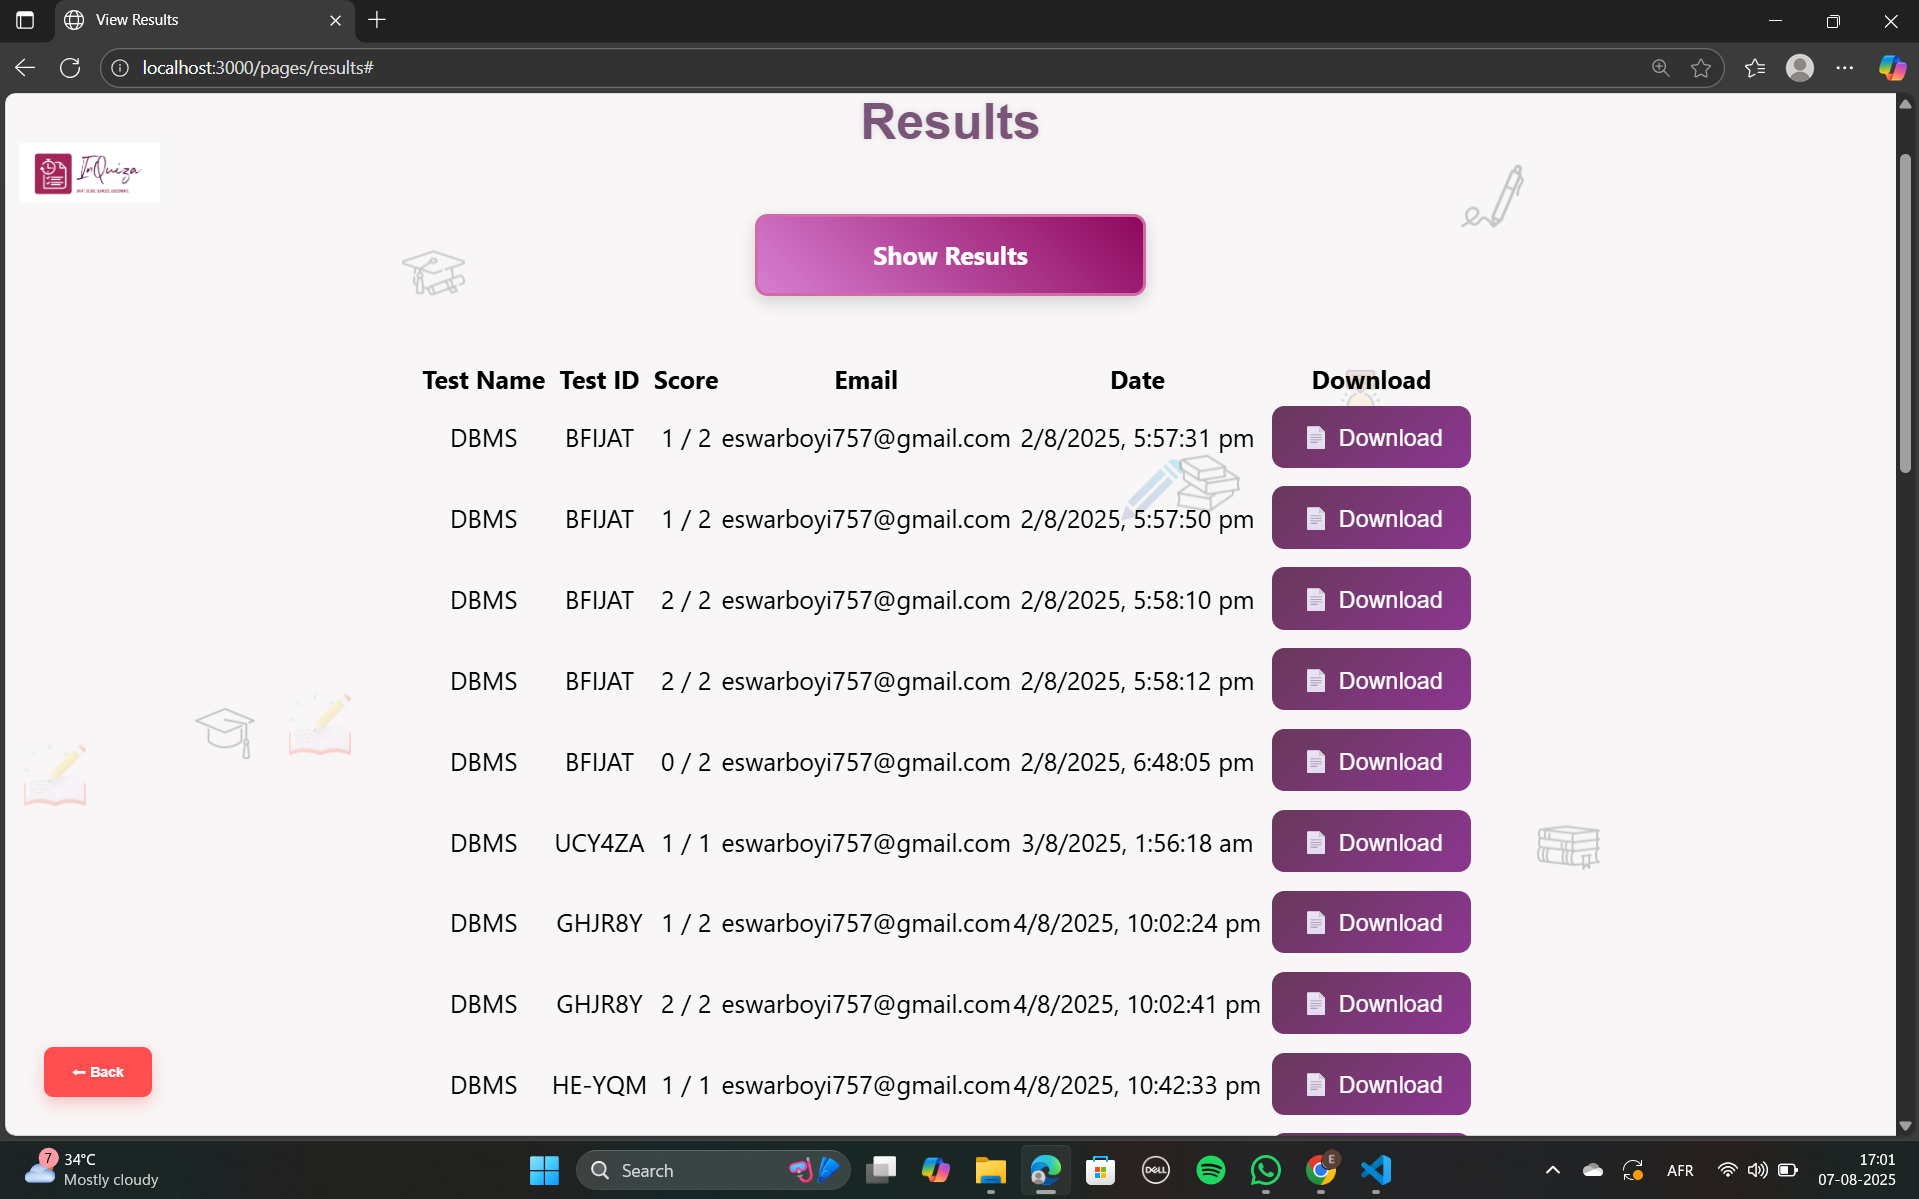 View Results
localhost:3000/pages/results#
Results
InQuiza
Show Results
Test Name Test ID Score Email Date Download
DBMS BFIJAT 1 / 2 eswarboyi757@gmail.com 2/8/2025, 5:57:31 pm Download
DBMS BFIJAT 1 / 2 eswarboyi757@gmail.com 2/8/2025, 5:57:50 pm Download
DBMS BFIJAT 2 / 2 eswarboyi757@gmail.com 2/8/2025, 5:58:10 pm Download
DBMS BFIJAT 2 / 2 eswarboyi757@gmail.com 2/8/2025, 5:58:12 pm Download
DBMS BFIJAT 0 / 2 eswarboyi757@gmail.com 2/8/2025, 6:48:05 pm Download
DBMS UCY4ZA 1 / 1 eswarboyi757@gmail.com 3/8/2025, 1:56:18 am Download
DBMS GHJR8Y 1 / 2 eswarboyi757@gmail.com 4/8/2025, 10:02:24 pm Download
DBMS GHJR8Y 2 / 2 eswarboyi757@gmail.com 4/8/2025, 10:02:41 pm Download
DBMS HE-YQM 1 / 1 eswarboyi757@gmail.com 4/8/2025, 10:42:33 pm Download
← Back
7 34°C
Mostly cloudy
Search
DELL
E
AFR
17:01
07-08-2025